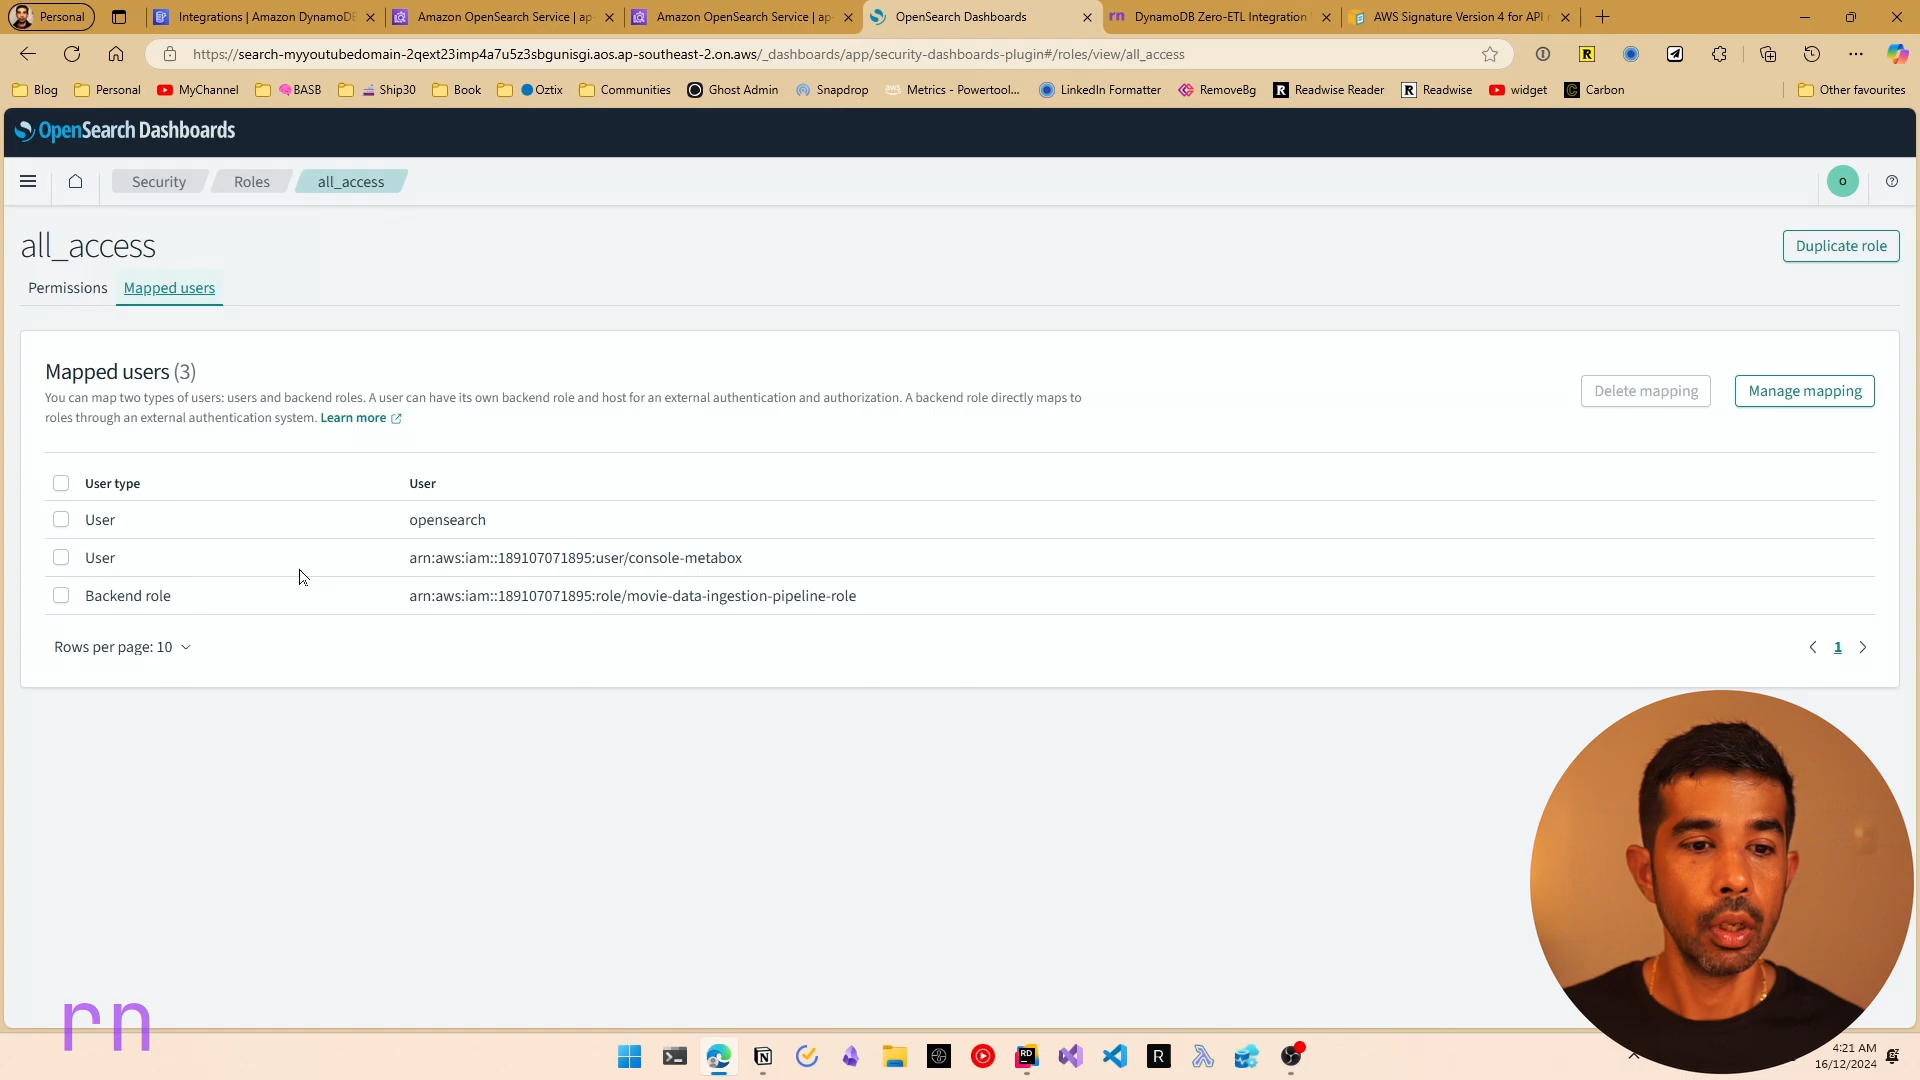 Personal
Integrations | Amazon DynamoDB
Amazon OpenSearch Service | ap-
Amazon OpenSearch Service | ap-
OpenSearch Dashboards
DynamoDB Zero-ETL Integration
AWS Signature Version 4 for API
https://search-myyoutubedomain-2qext23imp4a7u5z3sbgunisgi.aos.ap-southeast-2.on.aws/_dashboards/app/security-dashboards-plugin#/roles/view/all_access
Blog
Personal
MyChannel
BASB
Ship30
Book
Oztix
Communities
Ghost Admin
Snapdrop
Metrics - Powertool...
LinkedIn Formatter
RemoveBg
Readwise Reader
Readwise
widget
Carbon
Other favourites
OpenSearch Dashboards
Security
Roles
all_access
o
all_access
Duplicate role
Permissions
Mapped users
Mapped users (3)
You can map two types of users: users and backend roles. A user can have its own backend role and host for an external authentication and authorization. A backend role directly maps to
roles through an external authentication system. Learn more
Delete mapping
Manage mapping
User type
User
User
opensearch
User
arn:aws:iam::189107071895:user/console-metabox
Backend role
arn:aws:iam::189107071895:role/movie-data-ingestion-pipeline-role
Rows per page: 10
1
rn
4:21 AM
16/12/2024